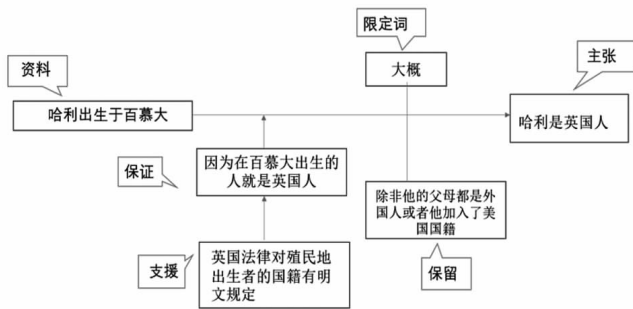 限定词
资料
大概
主张
哈利出生于百慕大
哈利是英国人
保证
因为在百慕大出生的
人就是英国人
除非他的父母都是外
国人或者他加入了美
国国籍
支援
英国法律对殖民地
出生者的国籍有明
文规定
保留